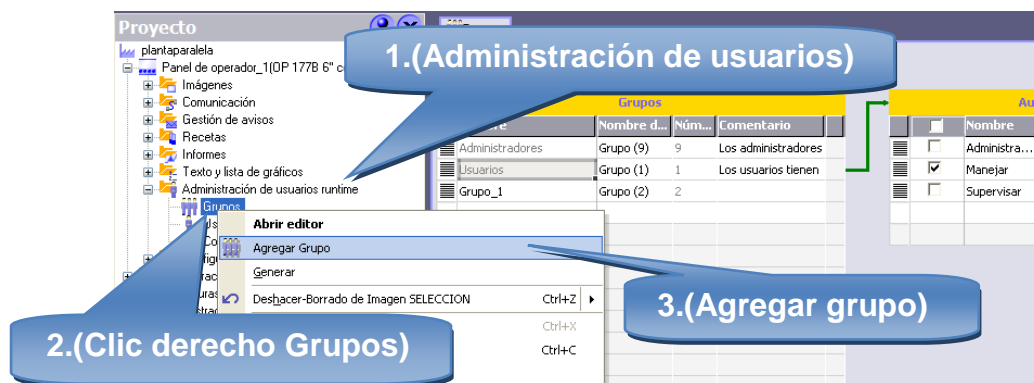 Proyecto
plantaparalela
Panel de operador_1(OP 177B 6" c
Imágenes
Comunicación
Gestión de avisos
Recetas
Informes
Texto y lista de gráficos
Administración de usuarios runtime
Grupos
1.(Administración de usuarios)
Grupos
Nombre d... Núm... Comentario
Administradores Grupo (9) 9 Los administradores
Usuarios Grupo (1) 1 Los usuarios tienen
Grupo_1 Grupo (2) 2
Au
Nombre
Administra...
Manejar
Supervisar
Abrir editor
Agregar Grupo
Generar
Deshacer-Borrado de Imagen SELECCION Ctrl+Z
Ctrl+X
Ctrl+C
2.(Clic derecho Grupos)
3.(Agregar grupo)